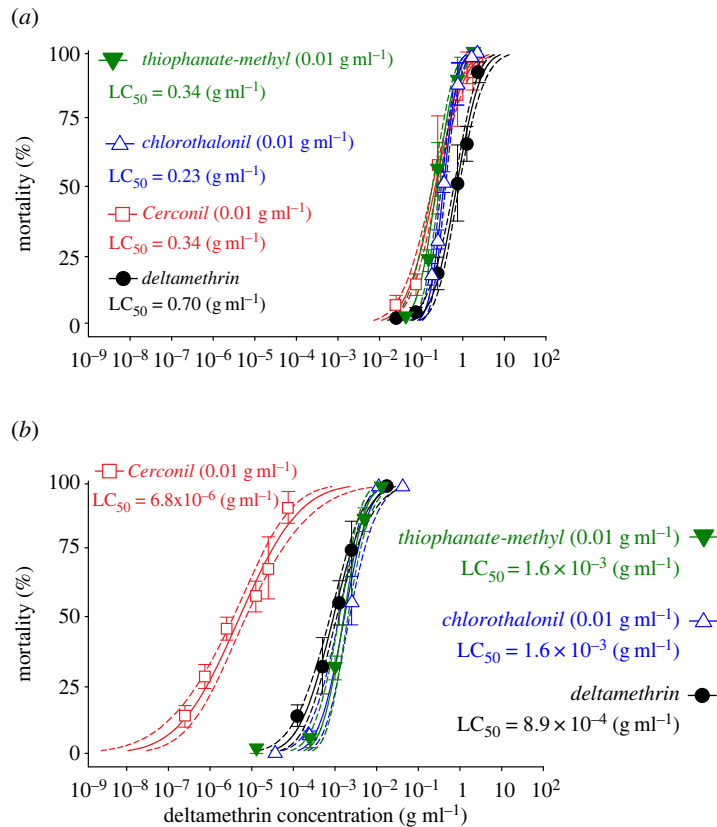 (a)
100
75
50
25
0
mortality (%)
thiophanate-methyl (0.01 g ml⁻¹)
LC₅₀ = 0.34 (g ml⁻¹)
chlorothalonil (0.01 g ml⁻¹)
LC₅₀ = 0.23 (g ml⁻¹)
Cerconil (0.01 g ml⁻¹)
LC₅₀ = 0.34 (g ml⁻¹)
deltamethrin
LC₅₀ = 0.70 (g ml⁻¹)
10⁻⁹ 10⁻⁸ 10⁻⁷ 10⁻⁶ 10⁻⁵ 10⁻⁴ 10⁻³ 10⁻² 10⁻¹ 1 10 10²
(b)
100
75
50
25
0
mortality (%)
Cerconil (0.01 g ml⁻¹)
LC₅₀ = 6.8x10⁻⁶ (g ml⁻¹)
thiophanate-methyl (0.01 g ml⁻¹)
LC₅₀ = 1.6 × 10⁻³ (g ml⁻¹)
chlorothalonil (0.01 g ml⁻¹)
LC₅₀ = 1.6 × 10⁻³ (g ml⁻¹)
deltamethrin
LC₅₀ = 8.9 × 10⁻⁴ (g ml⁻¹)
10⁻⁹ 10⁻⁸ 10⁻⁷ 10⁻⁶ 10⁻⁵ 10⁻⁴ 10⁻³ 10⁻² 10⁻¹ 1 10 10²
deltamethrin concentration (g ml⁻¹)